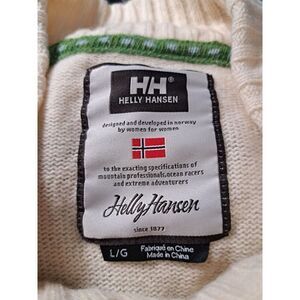 HH®
HELLY HANSEN
designed and developed in norway
by women for women
to the exacting specifications of
mountain professionals, ocean racers
and extreme adventurers
Helly Hansen
since 1877
L/G
Fabriqué en Chine
Made in China